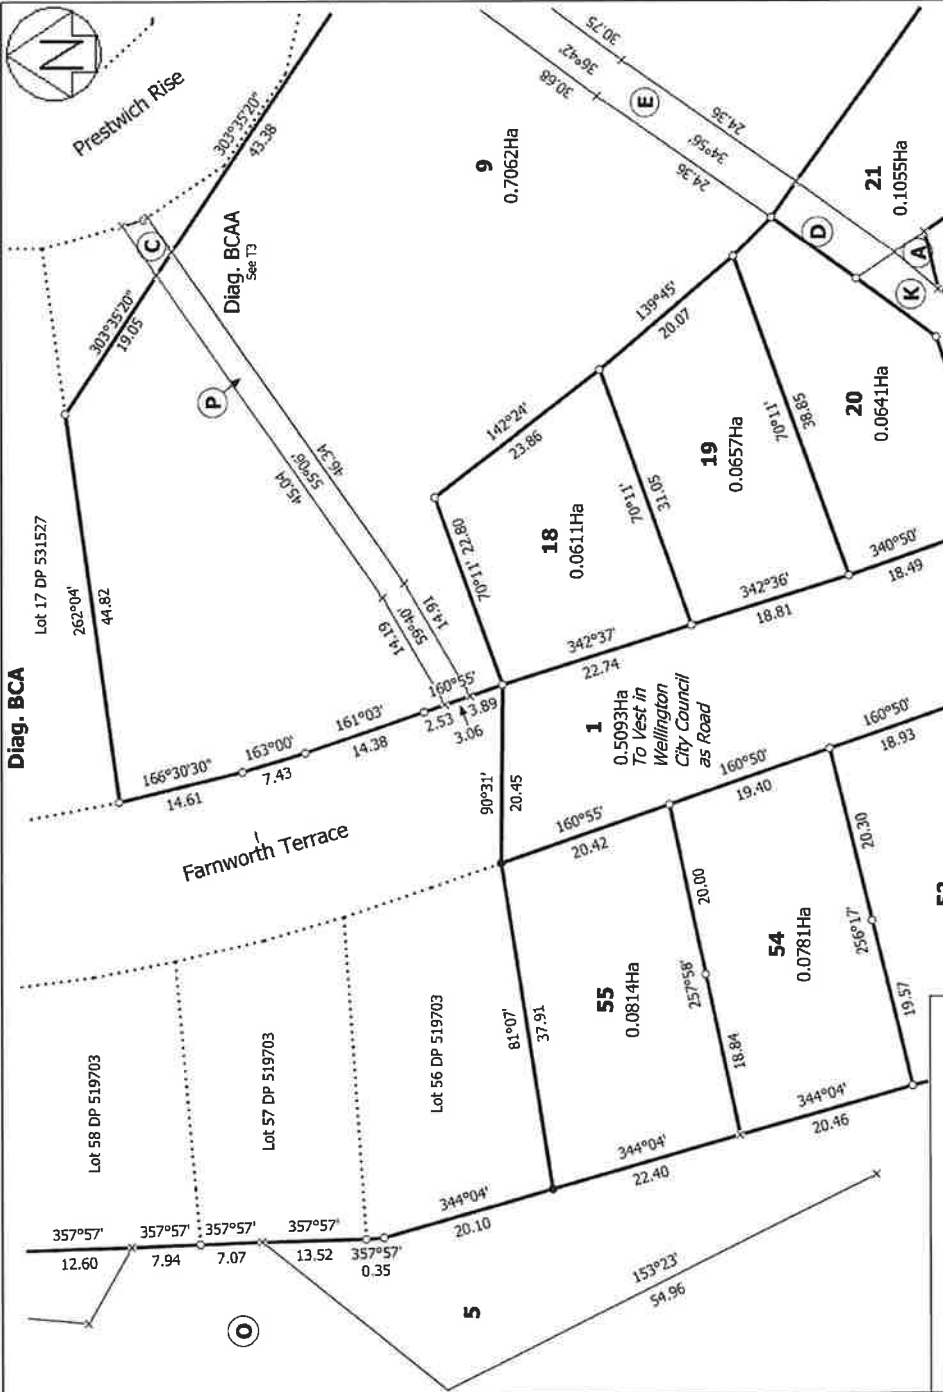 Diag. BCA
N
Prestwich Rise
Lot 17 DP 531527
262°04'
44.82
303°35'20"
19.05
303°35'20"
43.38
C
Diag. BCAA
See T3
P
45.04
55°06'
46.34
14.19
59°40'
14.91
9
0.7062Ha
30.75
36°42'
30.68
E
24.36
34°56'
24.36
21
0.1055Ha
D
A
K
166°30'30"
14.61
163°00'
7.43
161°03'
14.38
160°55'
2.53
3.89
3.06
Farnworth Terrace
70°11' 22.80
142°24'
23.86
18
0.0611Ha
70°11'
31.05
139°45'
20.07
19
0.0657Ha
70°11'
38.85
20
0.0641Ha
342°37'
22.74
342°36'
18.81
340°50'
18.49
90°31'
20.45
1
0.5093Ha
To Vest in
Wellington
City Council
as Road
160°55'
20.42
160°50'
19.40
160°50'
18.93
Lot 58 DP 519703
Lot 57 DP 519703
Lot 56 DP 519703
81°07'
37.91
55
0.0814Ha
20.00
257°58'
18.84
54
0.0781Ha
20.30
256°17'
19.57
357°57'
12.60
357°57'
7.94
357°57'
7.07
357°57'
13.52
357°57'
0.35
344°04'
20.10
344°04'
22.40
344°04'
20.46
O
5
153°23'
54.96